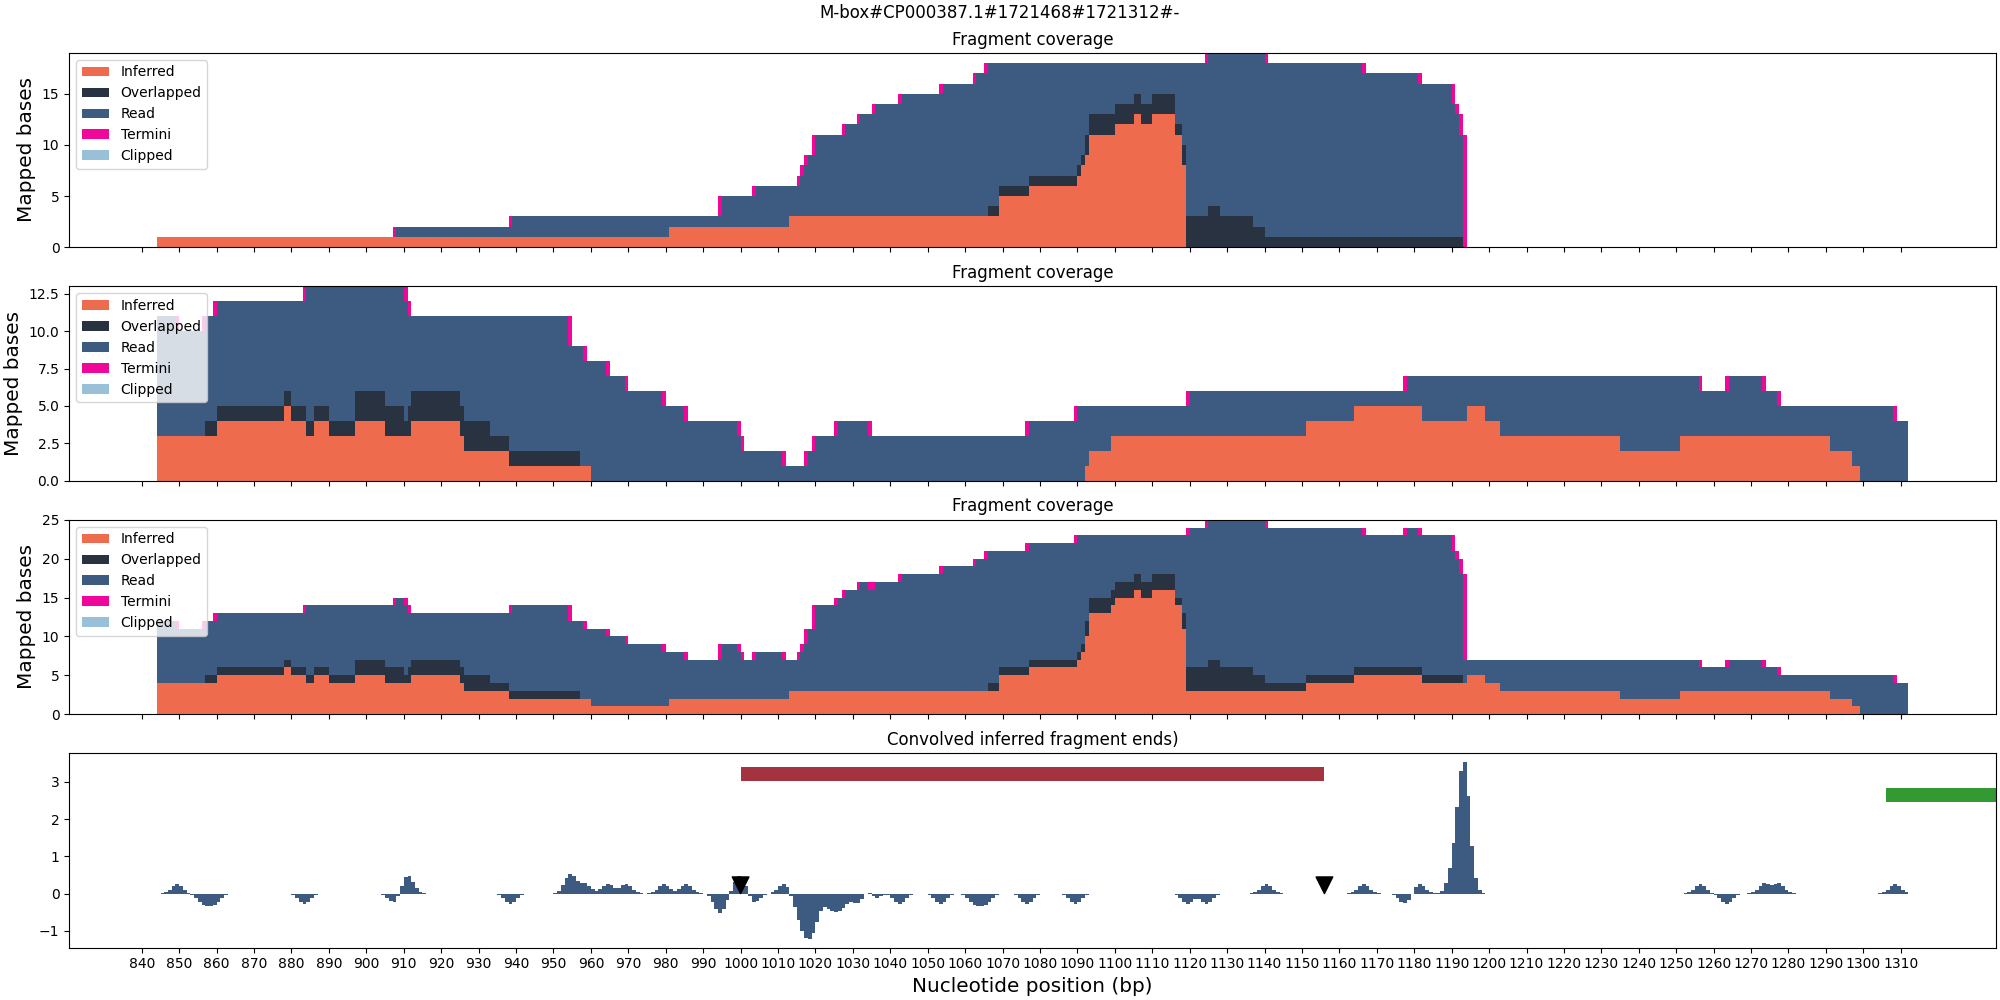 M-box#CP000387.1#1721468#1721312#-
Fragment coverage
Mapped bases
15
10
5
0
Inferred
Overlapped
Read
Termini
Clipped
Fragment coverage
Mapped bases
12.5
10.0
7.5
5.0
2.5
0.0
Inferred
Overlapped
Read
Termini
Clipped
Fragment coverage
Mapped bases
25
20
15
10
5
0
Inferred
Overlapped
Read
Termini
Clipped
Convolved inferred fragment ends)
3
2
1
0
−1
840 850 860 870 880 890 900 910 920 930 940 950 960 970 980 990 1000 1010 1020 1030 1040 1050 1060 1070 1080 1090 1100 1110 1120 1130 1140 1150 1160 1170 1180 1190 1200 1210 1220 1230 1240 1250 1260 1270 1280 1290 1300 1310
Nucleotide position (bp)